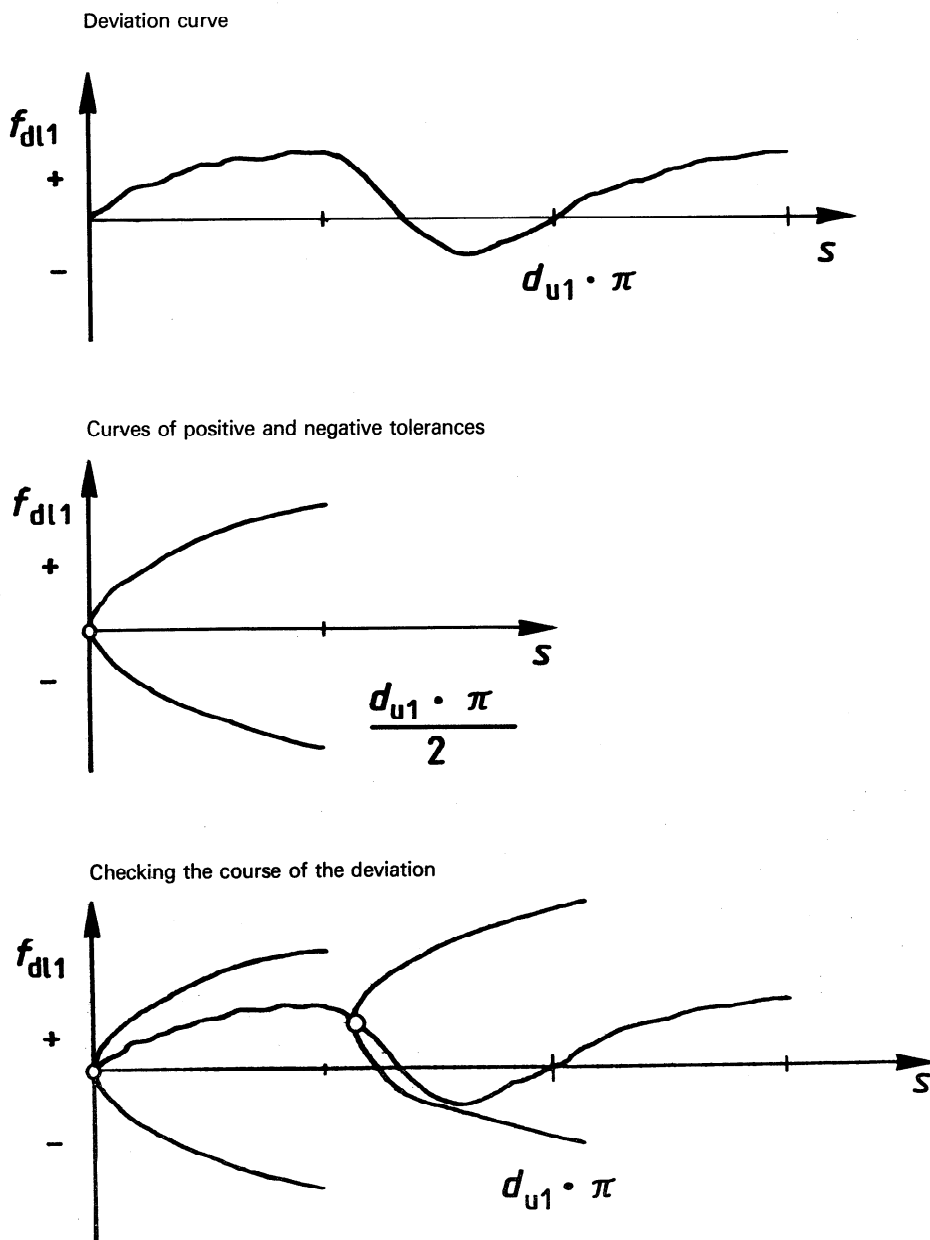 Deviation curve
f_dl1
+
−
s
d_u1 · π
Curves of positive and negative tolerances
f_dl1
+
−
s
d_u1 · π
2
Checking the course of the deviation
f_dl1
+
−
s
d_u1 · π